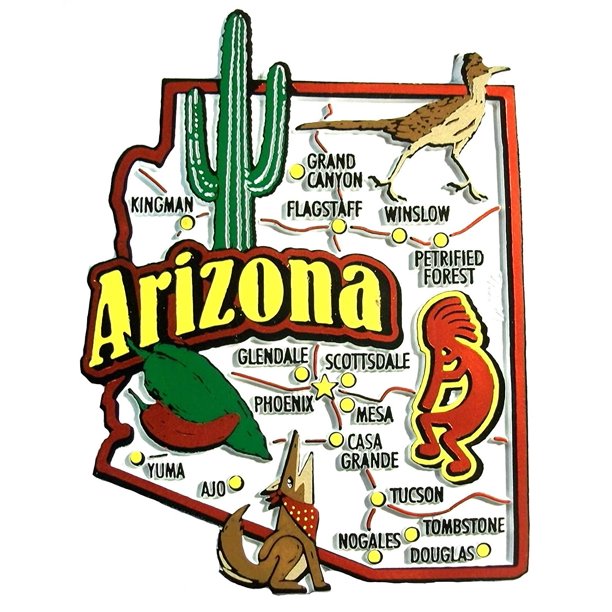 GRAND
CANYON
KINGMAN
FLAGSTAFF
WINSLOW
PETRIFIED
FOREST
Arizona
GLENDALE
SCOTTSDALE
PHOENIX
MESA
CASA
GRANDE
YUMA
AJO
TUCSON
TOMBSTONE
NOGALES
DOUGLAS